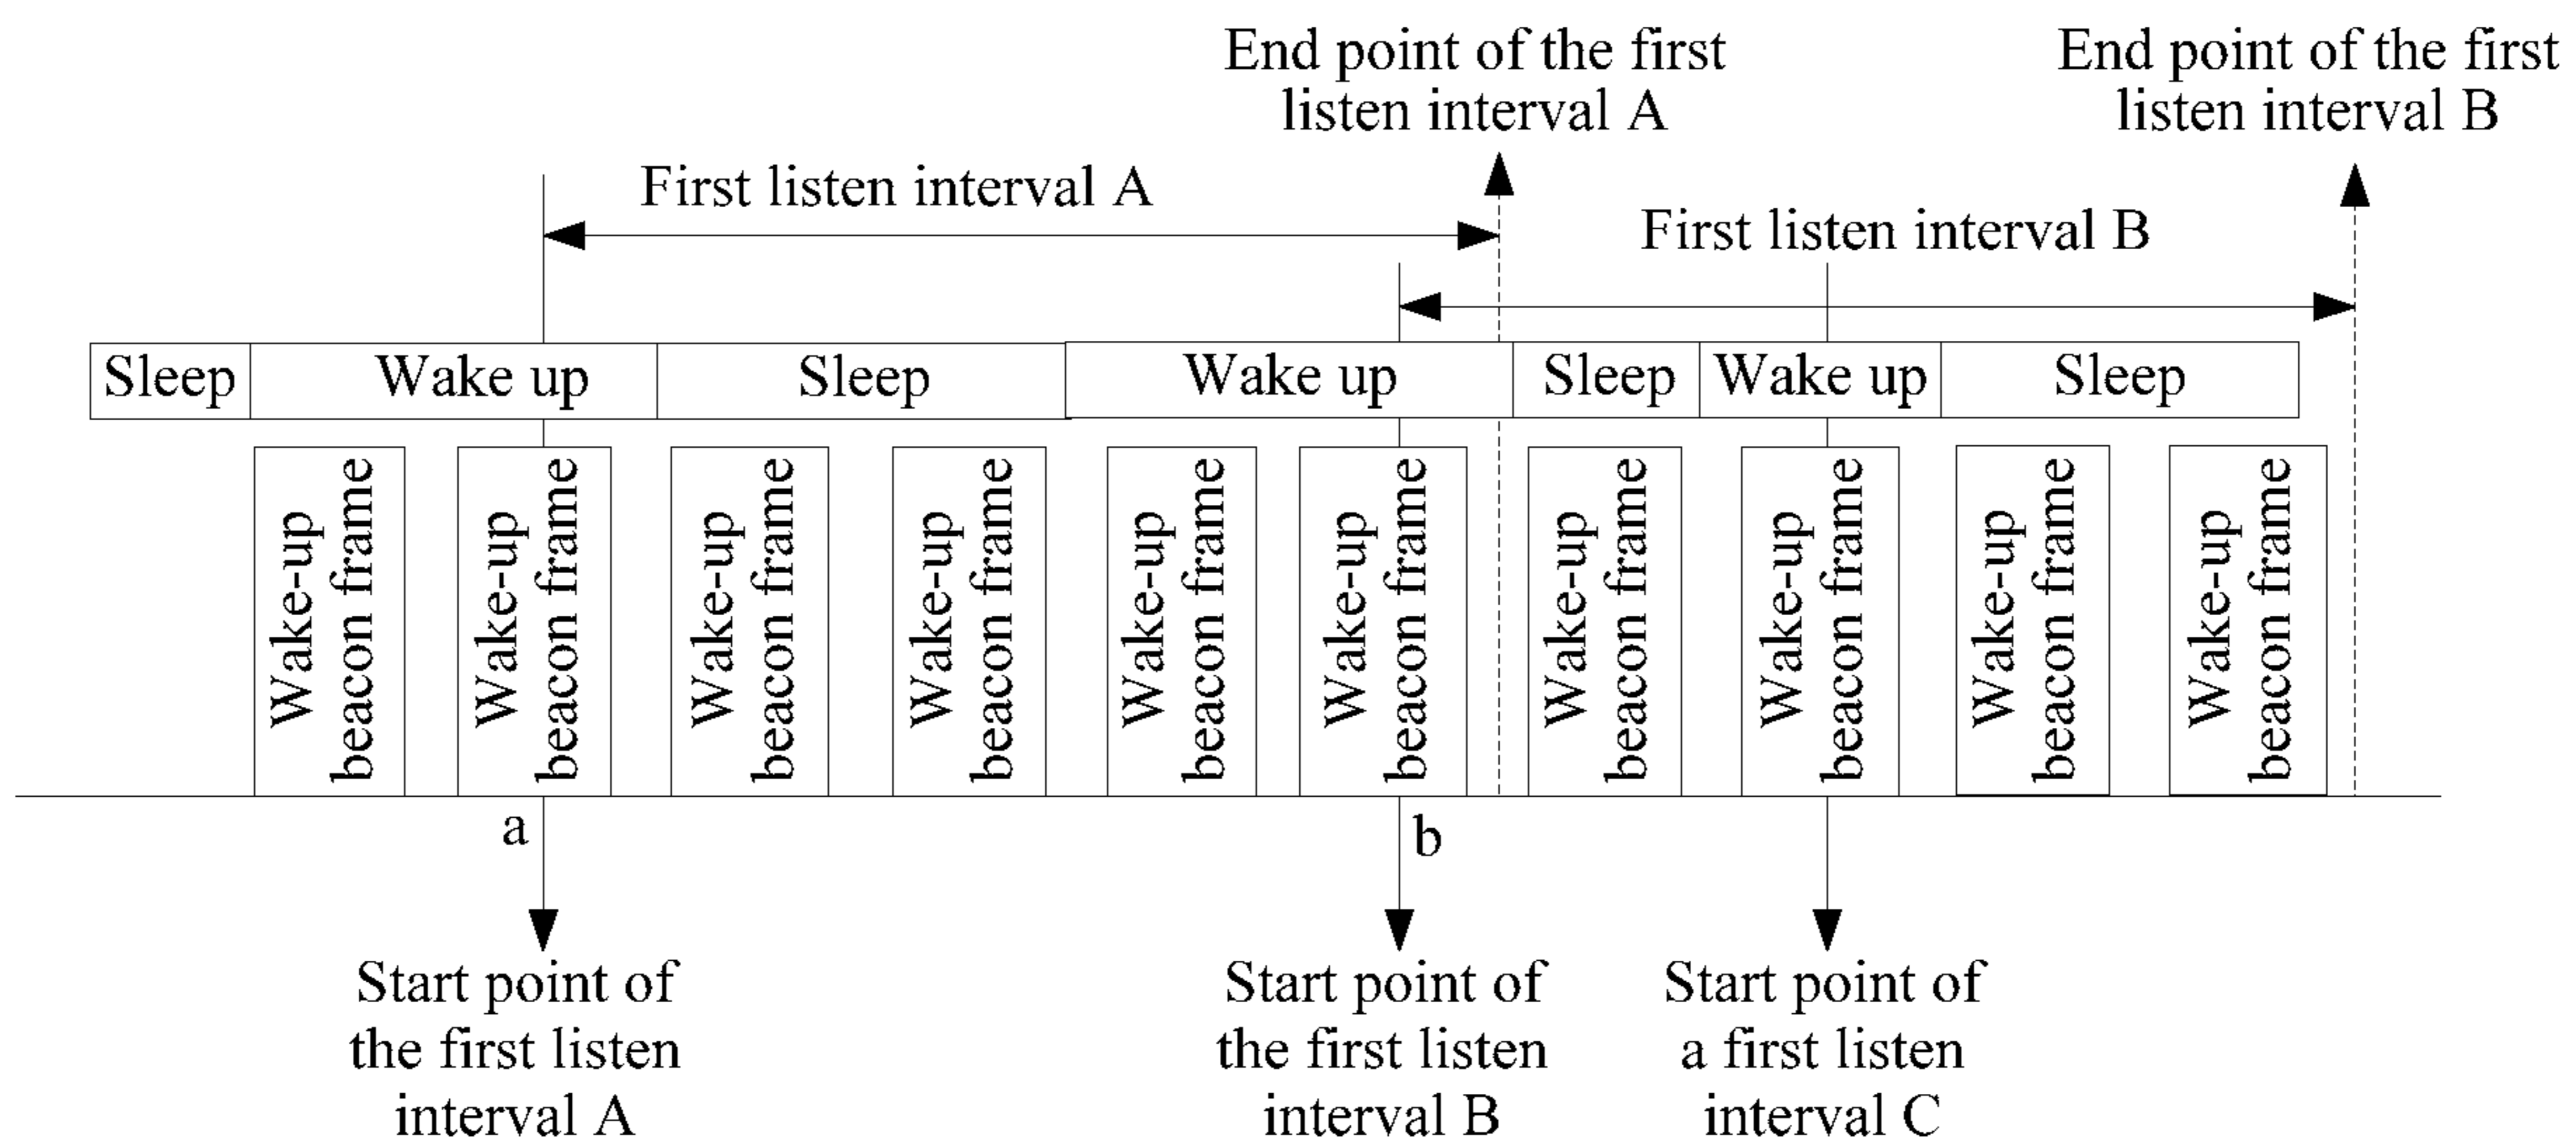 End point of the first
listen interval A
End point of the first
listen interval B
First listen interval A
First listen interval B
Sleep
Wake up
Sleep
Wake up
Sleep
Wake up
Sleep
Wake-up
beacon frame
Wake-up
beacon frame
Wake-up
beacon frame
Wake-up
beacon frame
Wake-up
beacon frame
Wake-up
beacon frame
Wake-up
beacon frame
Wake-up
beacon frame
Wake-up
beacon frame
Wake-up
beacon frame
a
b
Start point of
the first listen
interval A
Start point of
the first listen
interval B
Start point of
a first listen
interval C